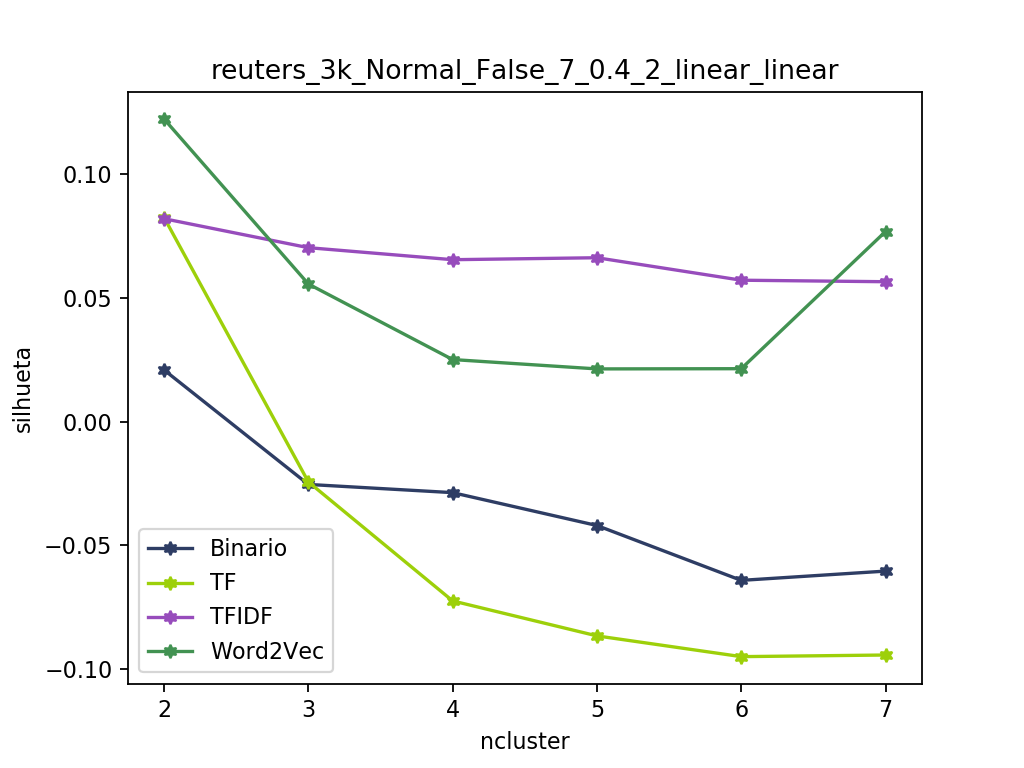 reuters_3k_Normal_False_7_0.4_2_linear_linear
silhueta
0.10
0.05
0.00
−0.05
−0.10
Binario
TF
TFIDF
Word2Vec
2 3 4 5 6 7
ncluster